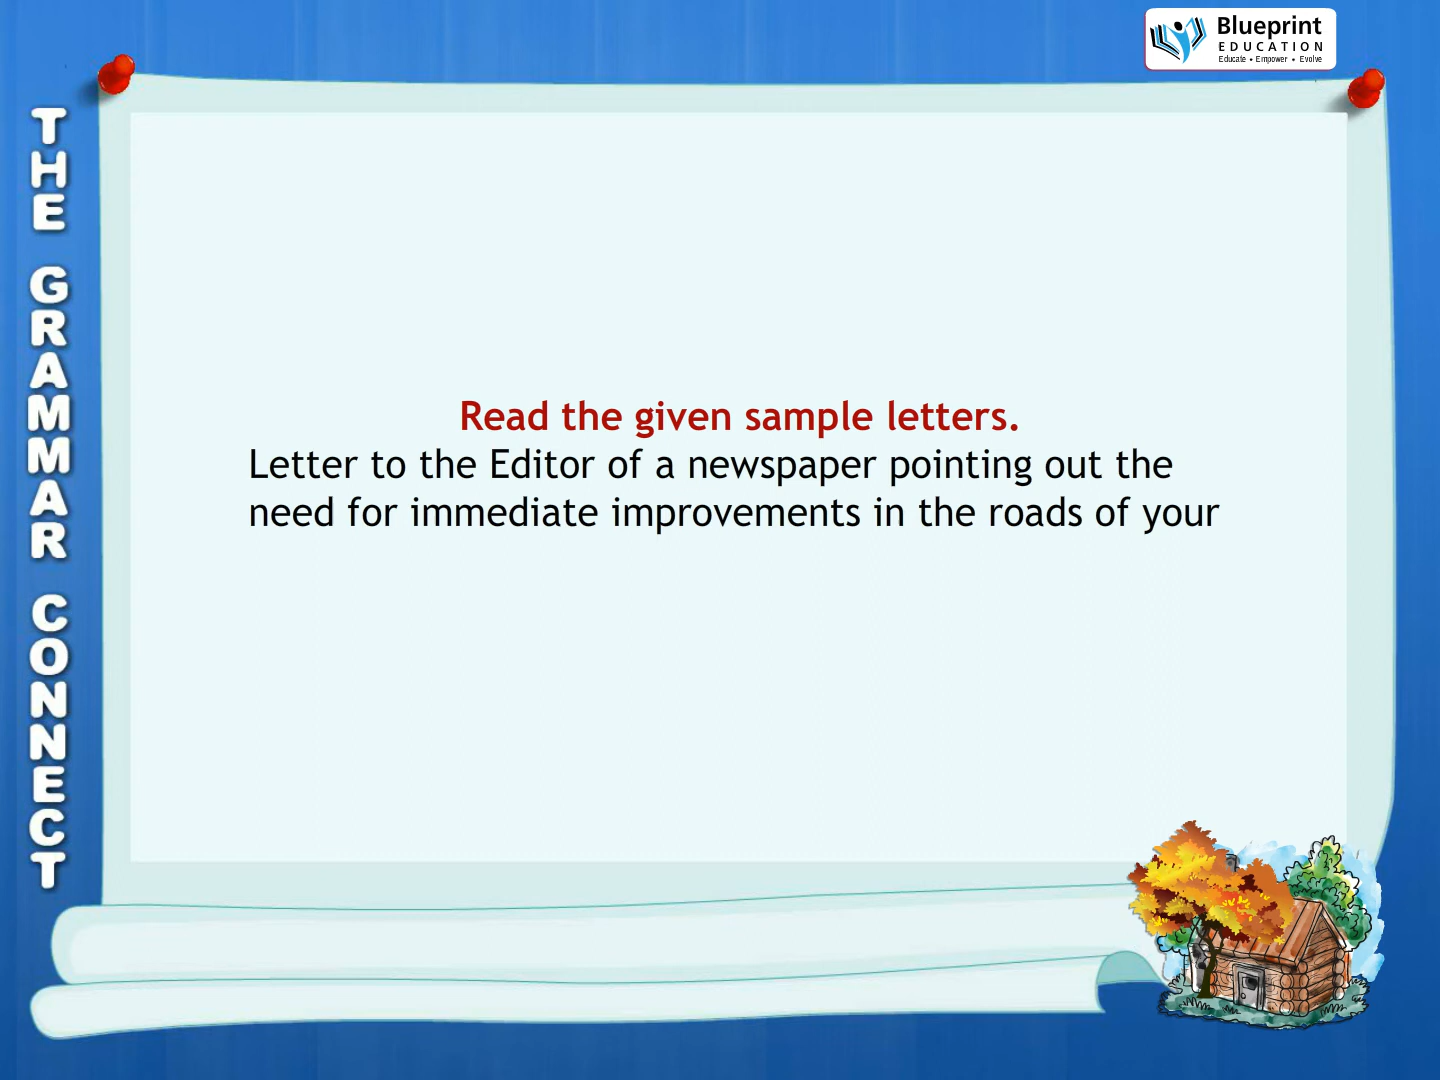 Blueprint
EDUCATION
Educate • Empower • Evolve
THE GRAMMAR CONNECT
Read the given sample letters.
Letter to the Editor of a newspaper pointing out the
need for immediate improvements in the roads of your